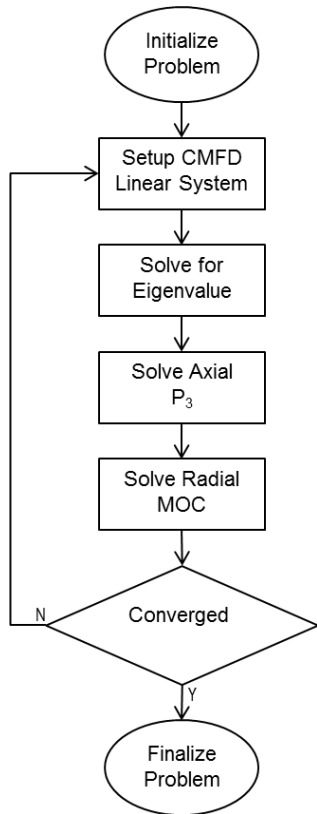 Initialize
Problem
Setup CMFD
Linear System
Solve for
Eigenvalue
Solve Axial
P₃
Solve Radial
MOC
Converged
N
Y
Finalize
Problem